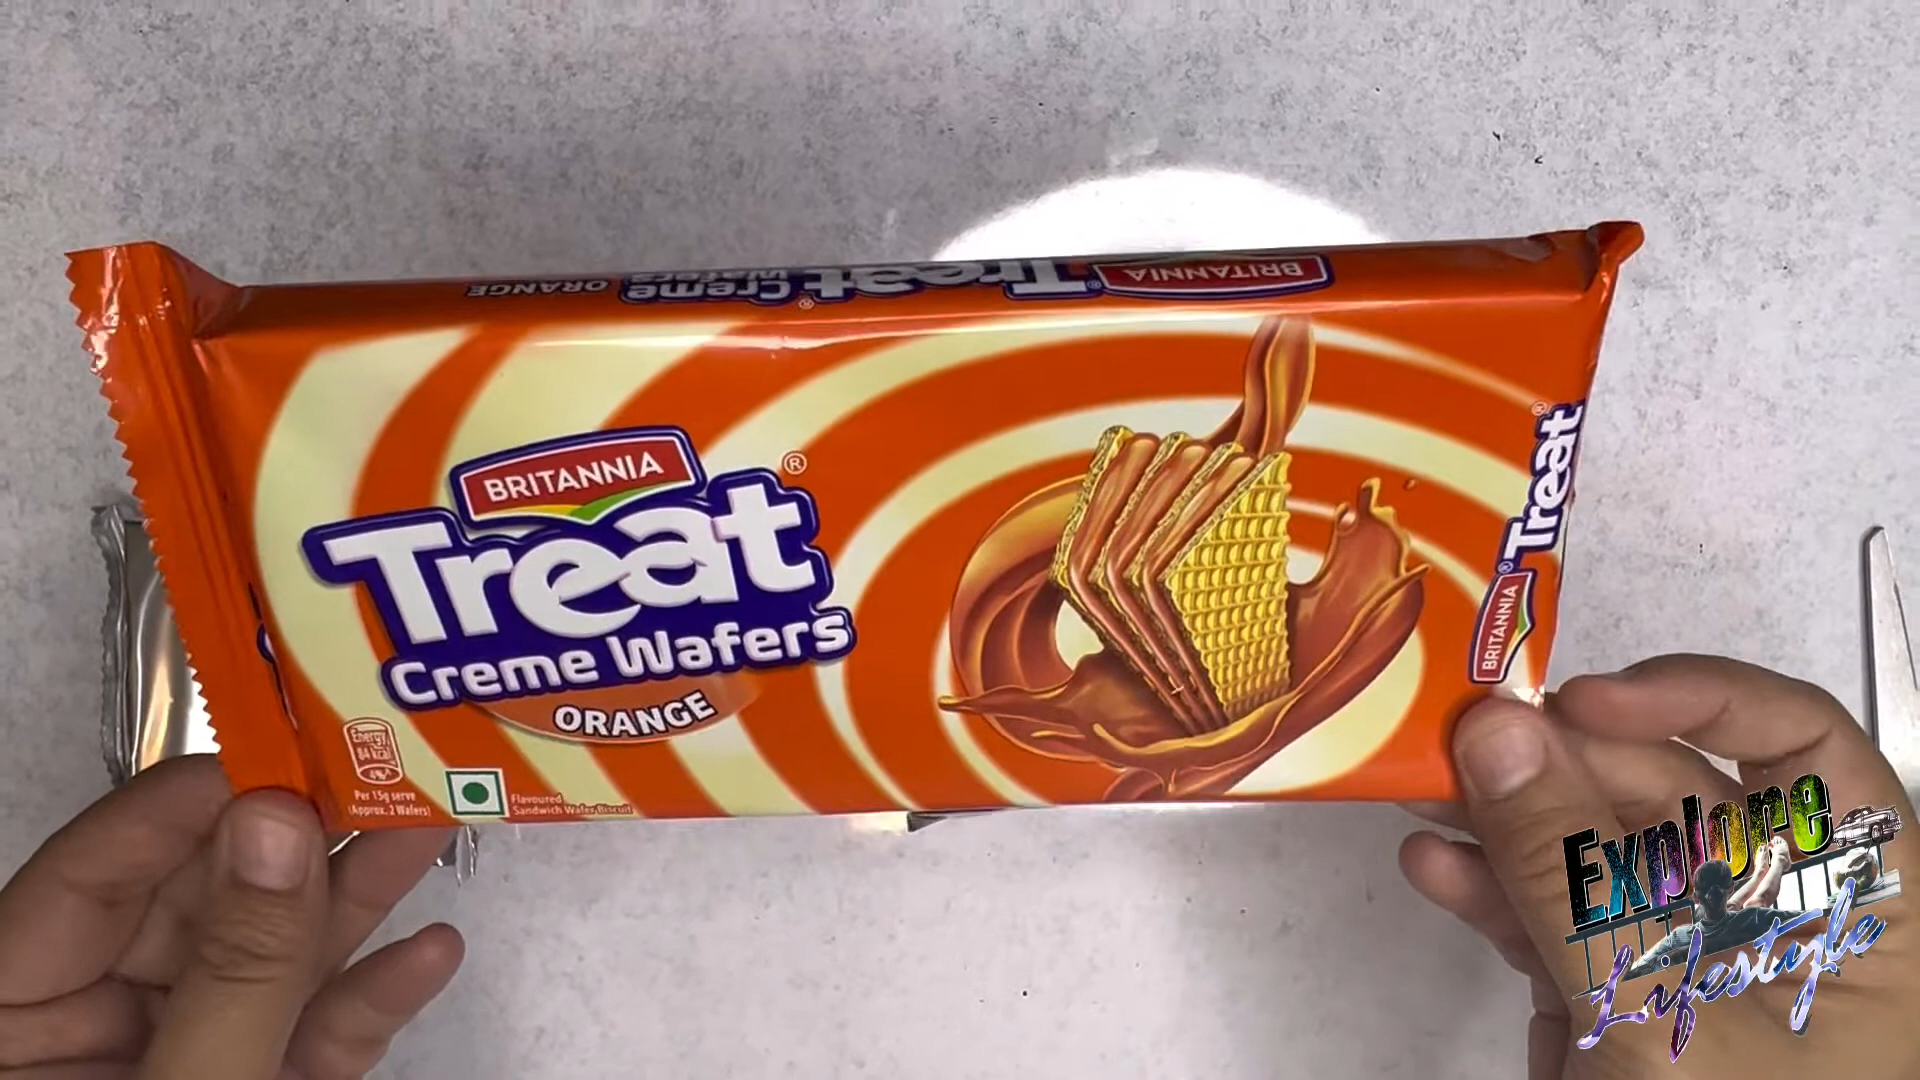 BRITANNIA
Treat® Creme Wafers
ORANGE
BRITANNIA
Treat®
Creme Wafers
ORANGE
Energy
84 kcal
4%^
Per 15g serve
(Approx. 2 Wafers)
Flavoured
Sandwich Wafer Biscuit
BRITANNIA
® Treat®
Explore
Lifestyle